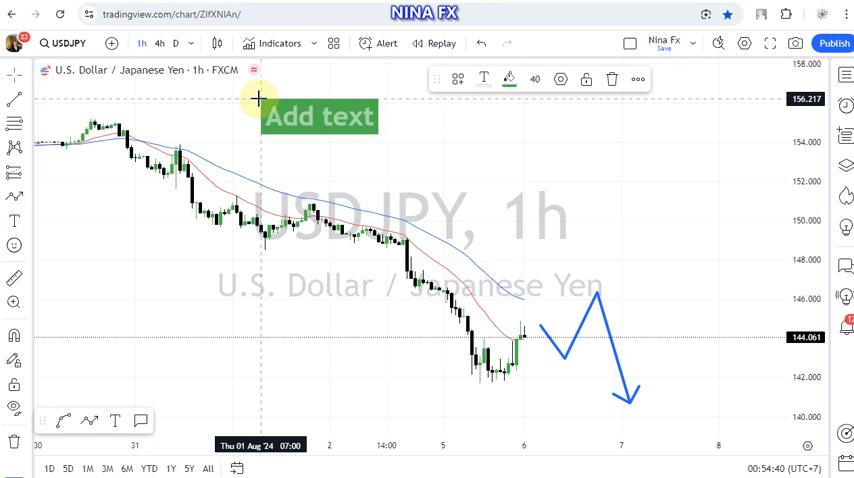 NINA FX
tradingview.com/chart/ZIfXNIAn/
23
USDJPY
1h 4h D
Indicators
Alert
Replay
Nina Fx
Save
Publish
U.S. Dollar / Japanese Yen · 1h · FXCM
T
40
Add text
USDJPY, 1h
U.S. Dollar / Japanese Yen
158.000
156.217
154.000
152.000
150.000
148.000
146.000
144.061
142.000
140.000
T
T
30
31
Thu 01 Aug '24 07:00
2
14:00
5
6
7
8
1D 5D 1M 3M 6M YTD 1Y 5Y All
00:54:40 (UTC+7)